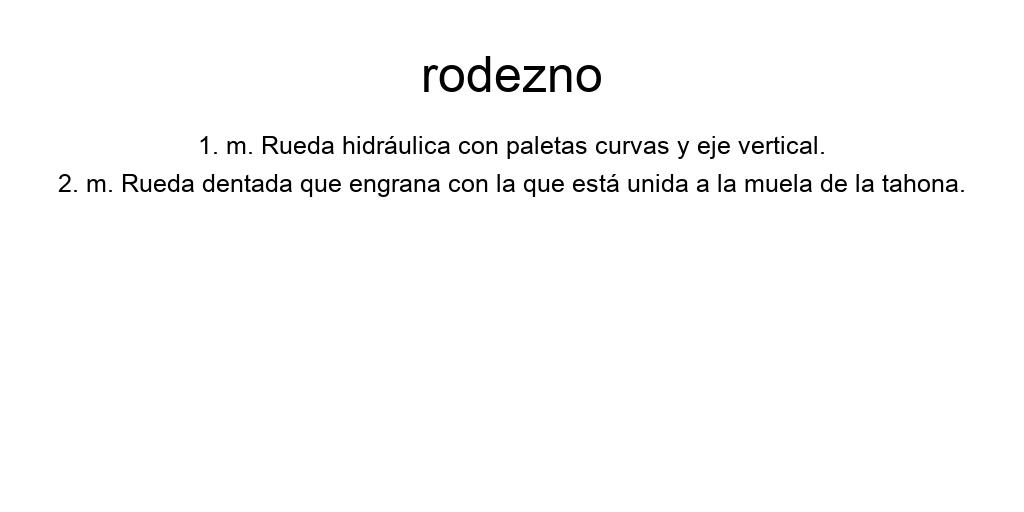 rodezno
1. m. Rueda hidráulica con paletas curvas y eje vertical.
2. m. Rueda dentada que engrana con la que está unida a la muela de la tahona.